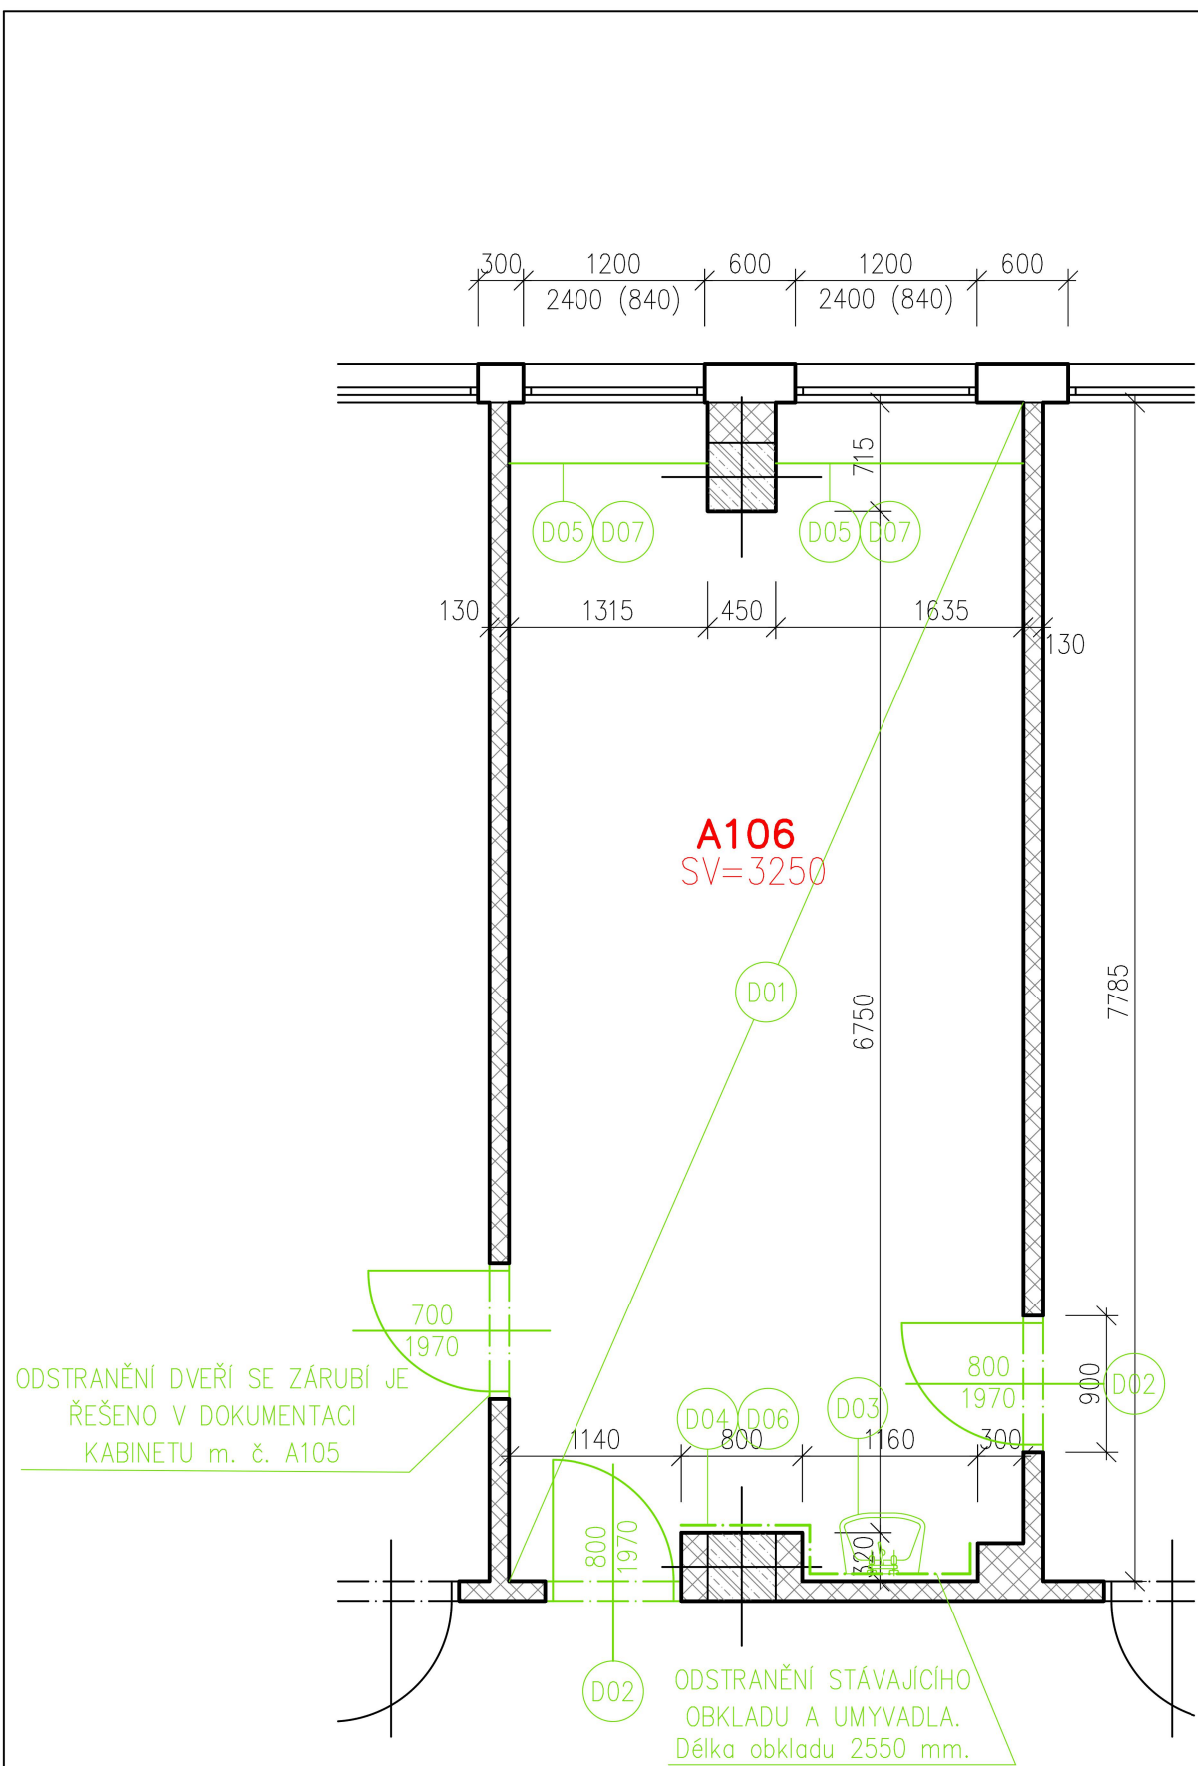 300 1200 600 1200 600
2400 (840) 2400 (840)
715
D05 D07 D05 D07
130 1315 450 1635
130
A106
SV=3250
D01
6750
7785
700
1970
800
1970
900
D02
ODSTRANĚNÍ DVEŘÍ SE ZÁRUBÍ JE
ŘEŠENO V DOKUMENTACI
KABINETU m. č. A105
D04 D06 D03
1140 800 1160 300
800
1970
320
D02
ODSTRANĚNÍ STÁVAJÍCÍHO
OBKLADU A UMYVADLA.
Délka obkladu 2550 mm.